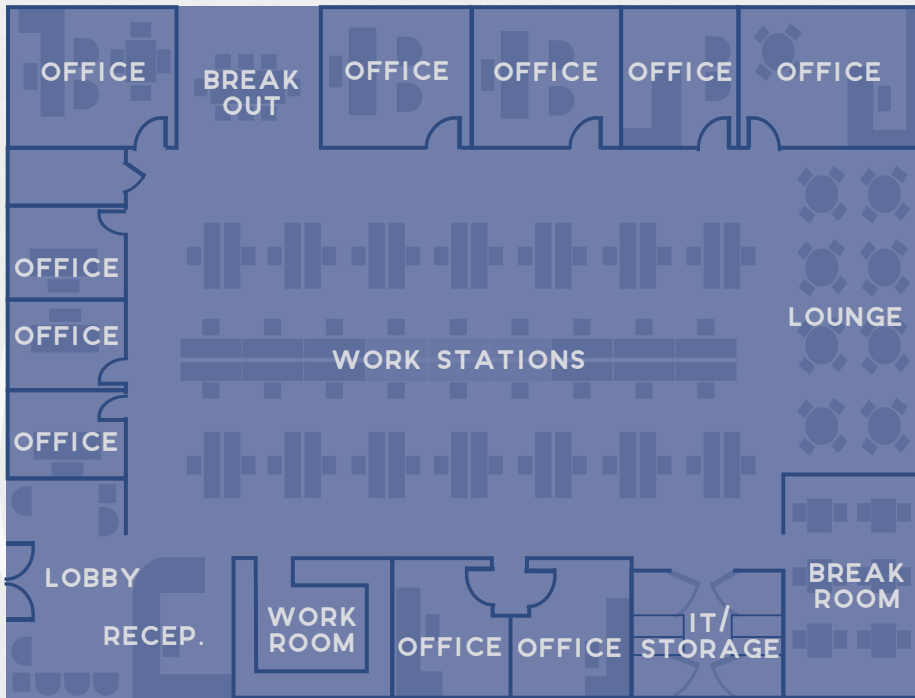 OFFICE
BREAK
OUT
OFFICE
OFFICE
OFFICE
OFFICE
OFFICE
OFFICE
OFFICE
LOUNGE
WORK STATIONS
LOBBY
RECEP.
WORK
ROOM
OFFICE
OFFICE
IT/
STORAGE
BREAK
ROOM